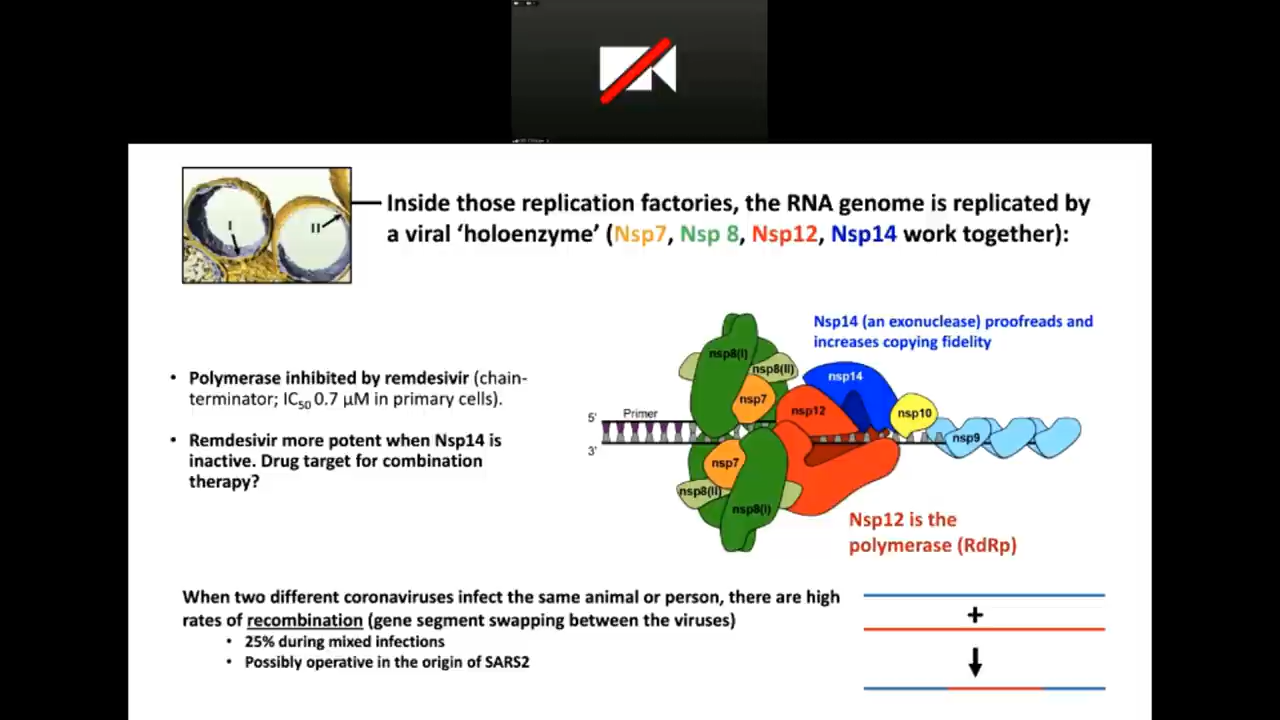 Inside those replication factories, the RNA genome is replicated by
a viral ‘holoenzyme’ (Nsp7, Nsp 8, Nsp12, Nsp14 work together):
I
II
Nsp14 (an exonuclease) proofreads and
increases copying fidelity
• Polymerase inhibited by remdesivir (chain-
terminator; IC50 0.7 µM in primary cells).
• Remdesivir more potent when Nsp14 is
inactive. Drug target for combination
therapy?
nsp8(I)
nsp8(II)
nsp7
nsp14
nsp12
nsp10
nsp9
5'
Primer
3'
nsp7
nsp8(II)
nsp8(I)
Nsp12 is the
polymerase (RdRp)
When two different coronaviruses infect the same animal or person, there are high
rates of recombination (gene segment swapping between the viruses)
• 25% during mixed infections
• Possibly operative in the origin of SARS2
+